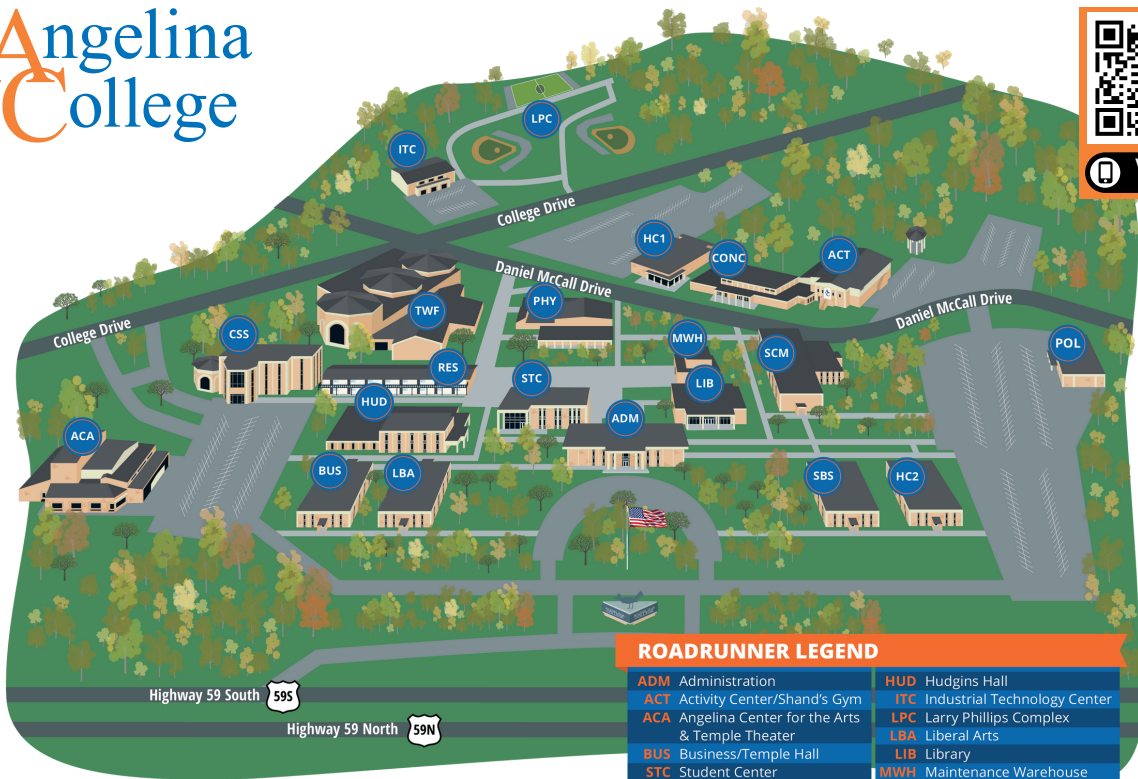 Angelina
College
LPC
ITC
College Drive
HC1
CONC
ACT
Daniel McCall Drive
PHY
TWF
Daniel McCall Drive
College Drive
CSS
MWH
SCM
POL
RES
STC
LIB
HUD
ADM
ACA
BUS
LBA
SBS
HC2
Highway 59 South 59S
Highway 59 North 59N
ROADRUNNER LEGEND
ADM Administration
ACT Activity Center/Shand's Gym
ACA Angelina Center for the Arts
& Temple Theater
BUS Business/Temple Hall
STC Student Center
HUD Hudgins Hall
ITC Industrial Technology Center
LPC Larry Phillips Complex
LBA Liberal Arts
LIB Library
MWH Maintenance Warehouse